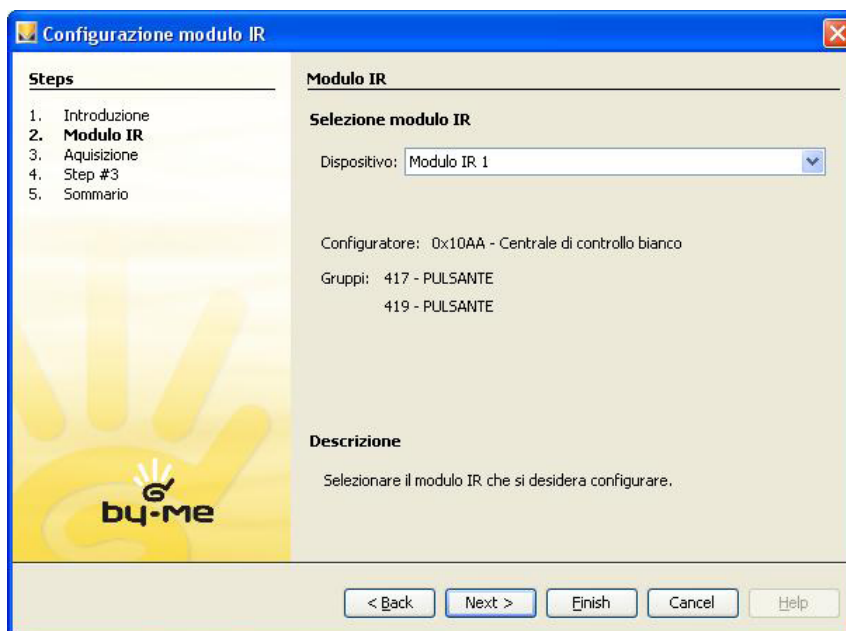 Configurazione modulo IR
Steps
1. Introduzione
2. Modulo IR
3. Aquisizione
4. Step #3
5. Sommario
by-me
Modulo IR
Selezione modulo IR
Dispositivo: Modulo IR 1
Configuratore: 0x10AA - Centrale di controllo bianco
Gruppi: 417 - PULSANTE
419 - PULSANTE
Descrizione
Selezionare il modulo IR che si desidera configurare.
< Back Next > Finish Cancel Help